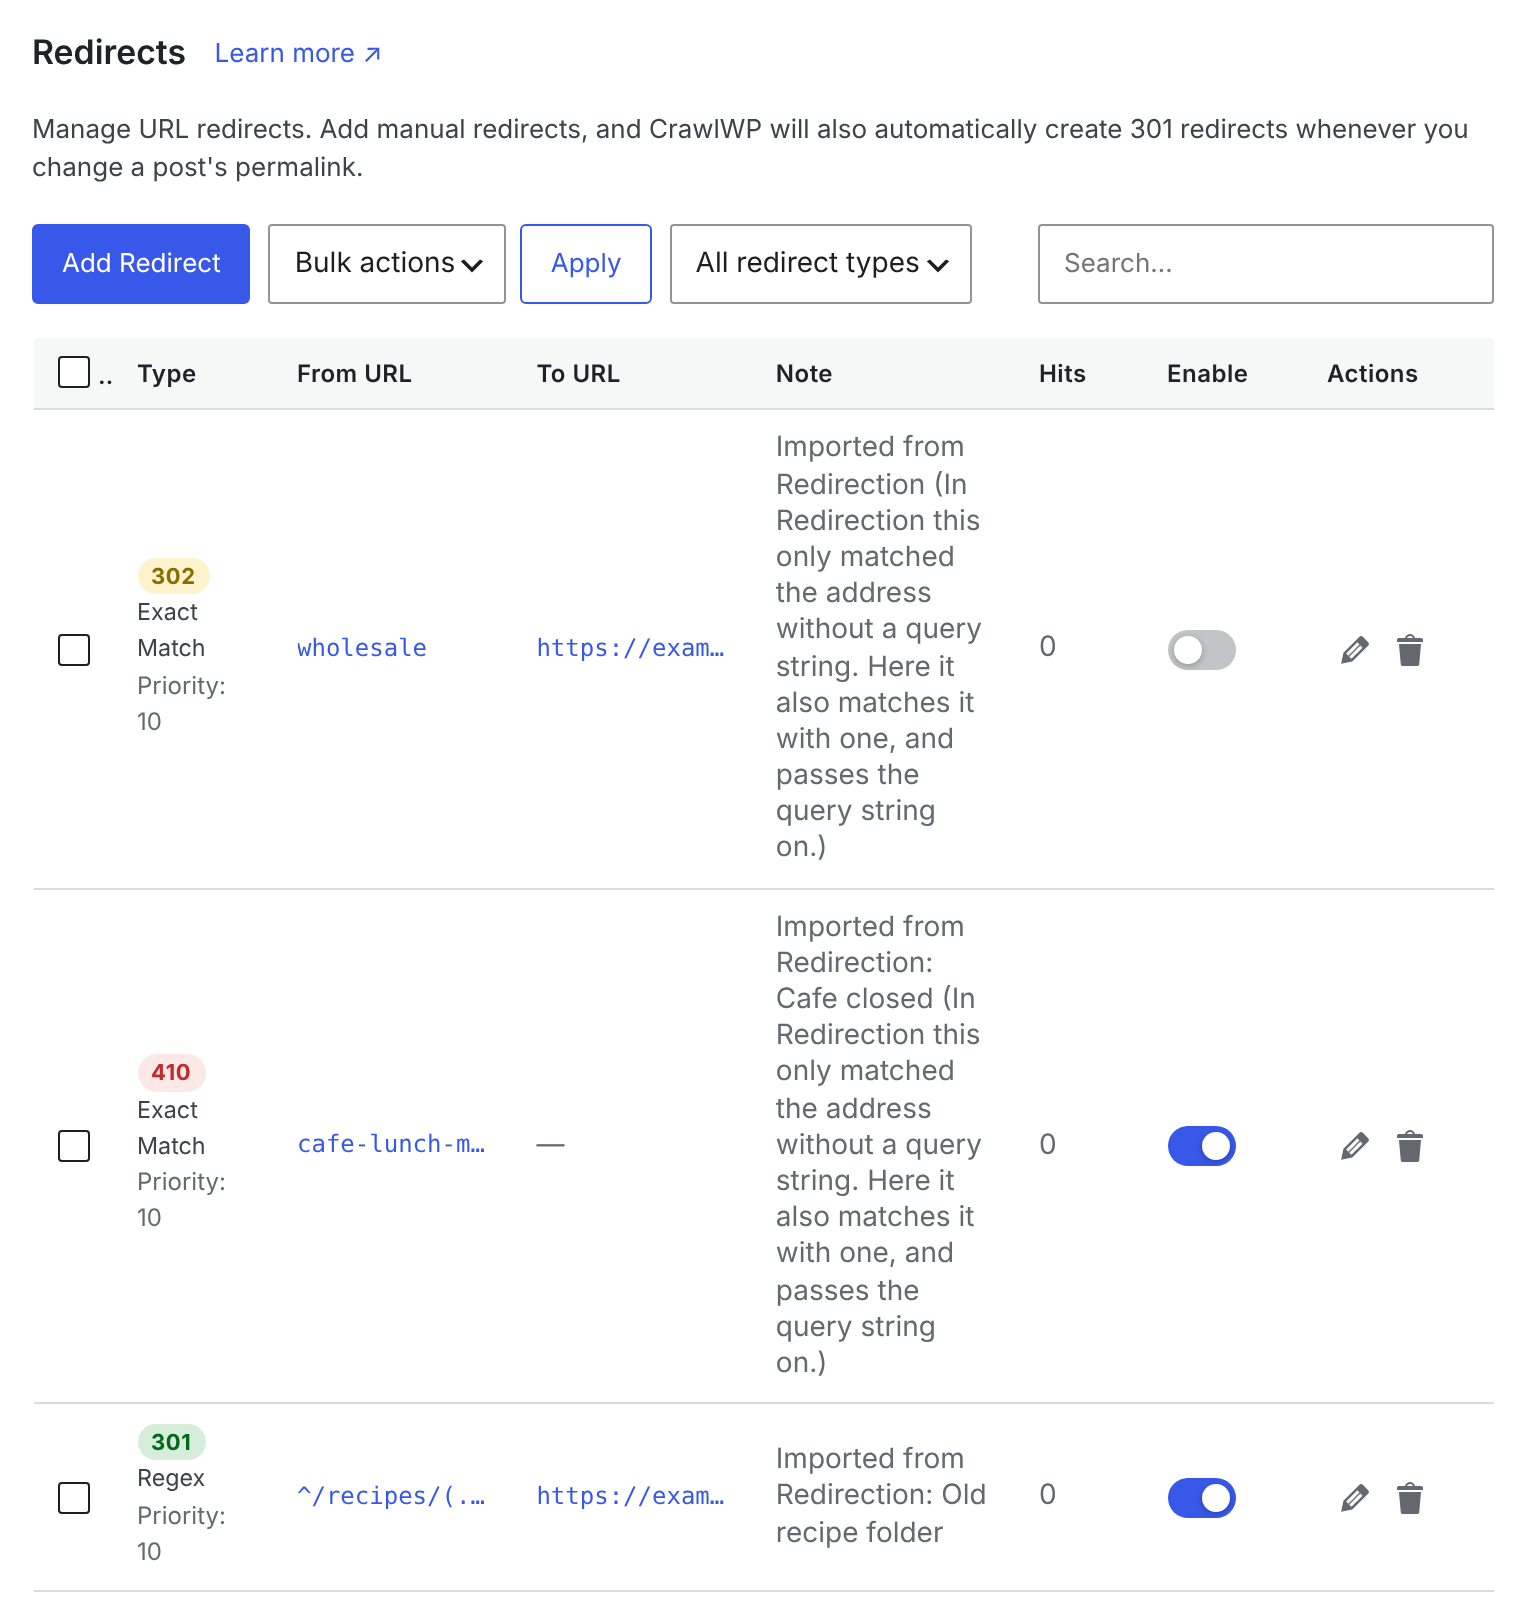 Redirects Learn more ↗
Manage URL redirects. Add manual redirects, and CrawlWP will also automatically create 301 redirects whenever you
change a post's permalink.
Add Redirect Bulk actions Apply All redirect types Search...
.. Type From URL To URL Note Hits Enable Actions
302
Exact
Match
Priority:
10
wholesale
https://exam…
Imported from
Redirection (In
Redirection this
only matched
the address
without a query
string. Here it
also matches it
with one, and
passes the
query string
on.)
0
410
Exact
Match
Priority:
10
cafe-lunch-m…
—
Imported from
Redirection:
Cafe closed (In
Redirection this
only matched
the address
without a query
string. Here it
also matches it
with one, and
passes the
query string
on.)
0
301
Regex
Priority:
10
^/recipes/(.…
https://exam…
Imported from
Redirection: Old
recipe folder
0